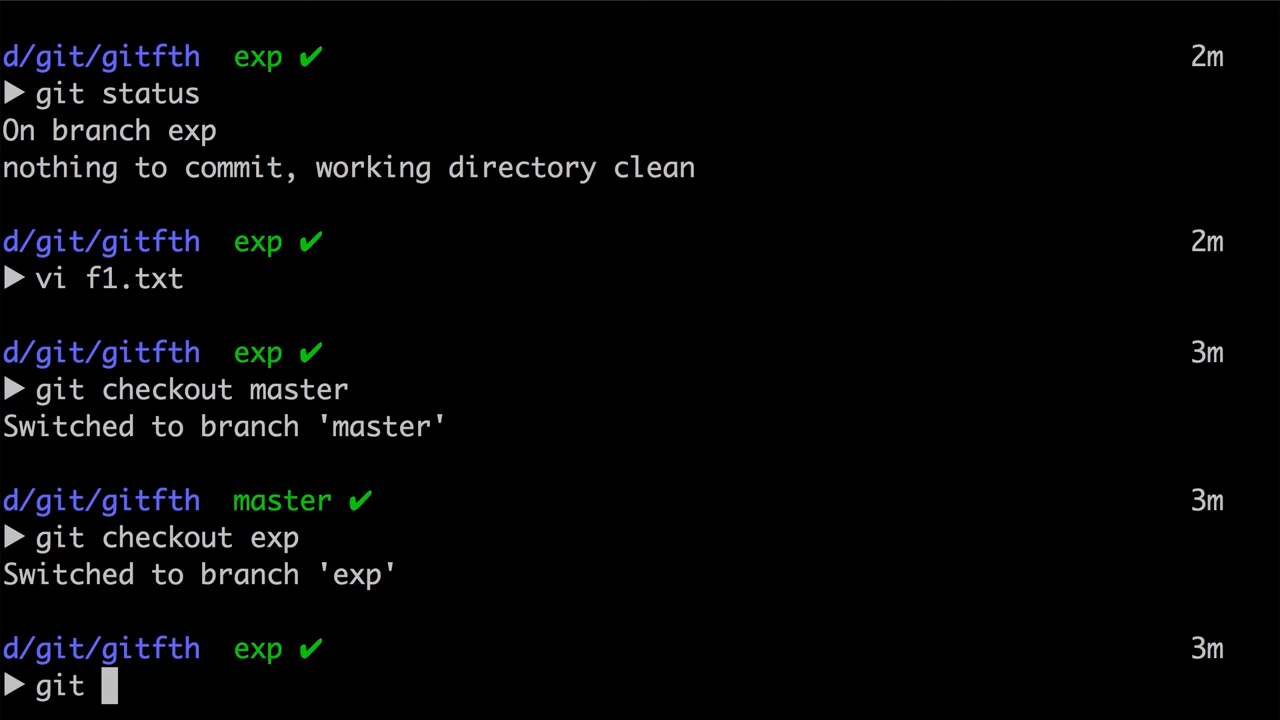 d/git/gitfth exp ✔ 2m
▶ git status
On branch exp
nothing to commit, working directory clean
d/git/gitfth exp ✔ 2m
▶ vi f1.txt
d/git/gitfth exp ✔ 3m
▶ git checkout master
Switched to branch 'master'
d/git/gitfth master ✔ 3m
▶ git checkout exp
Switched to branch 'exp'
d/git/gitfth exp ✔ 3m
▶ git